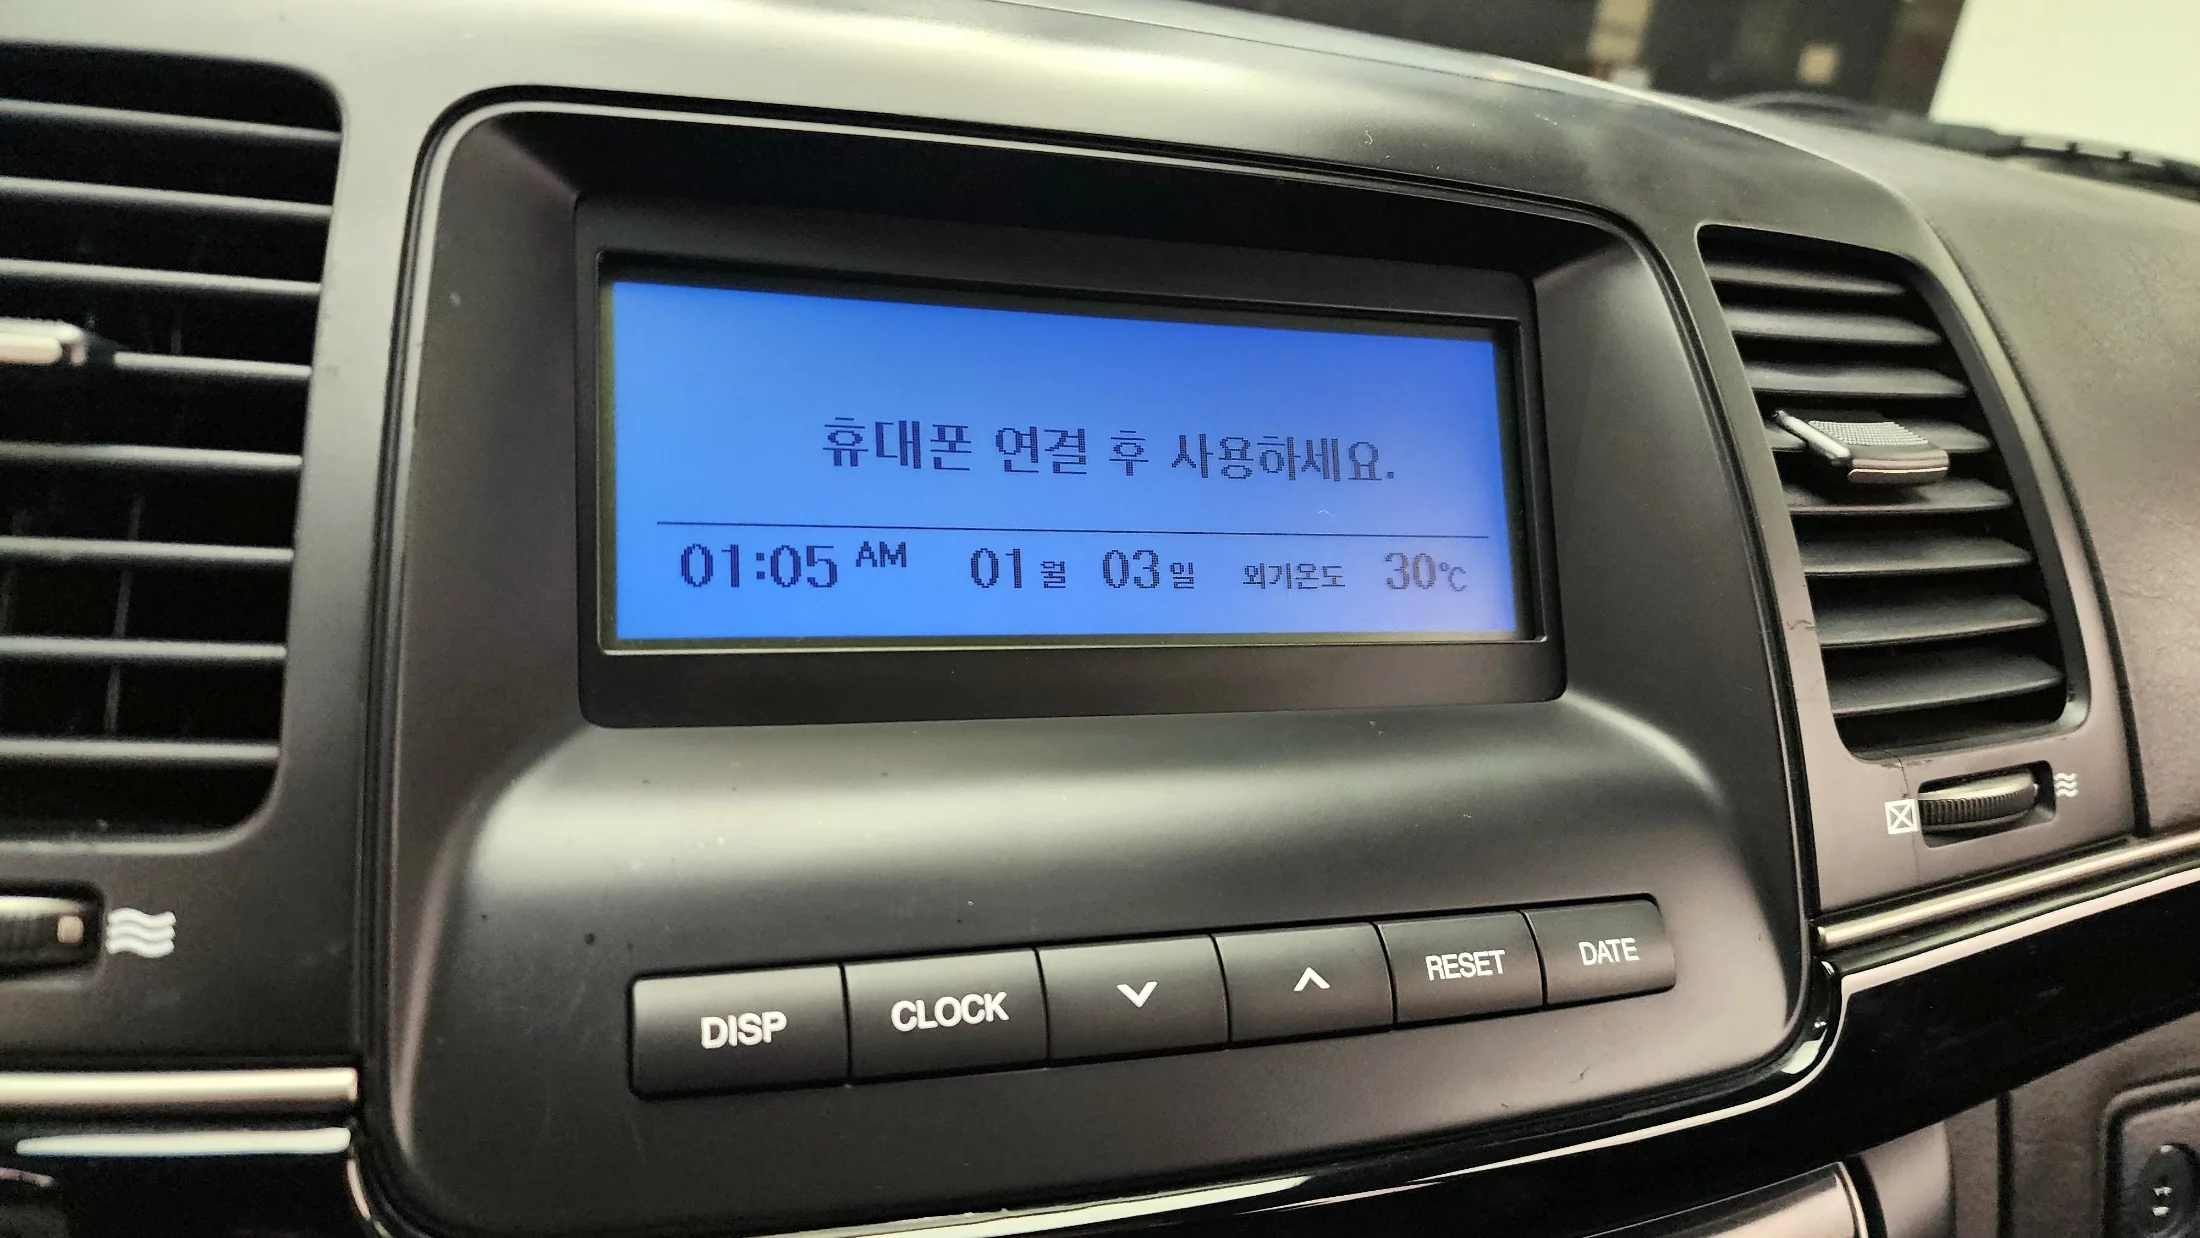 휴대폰 연결 후 사용하세요.
01:05 AM 01월 03일 외기온도 30℃
DISP CLOCK RESET DATE